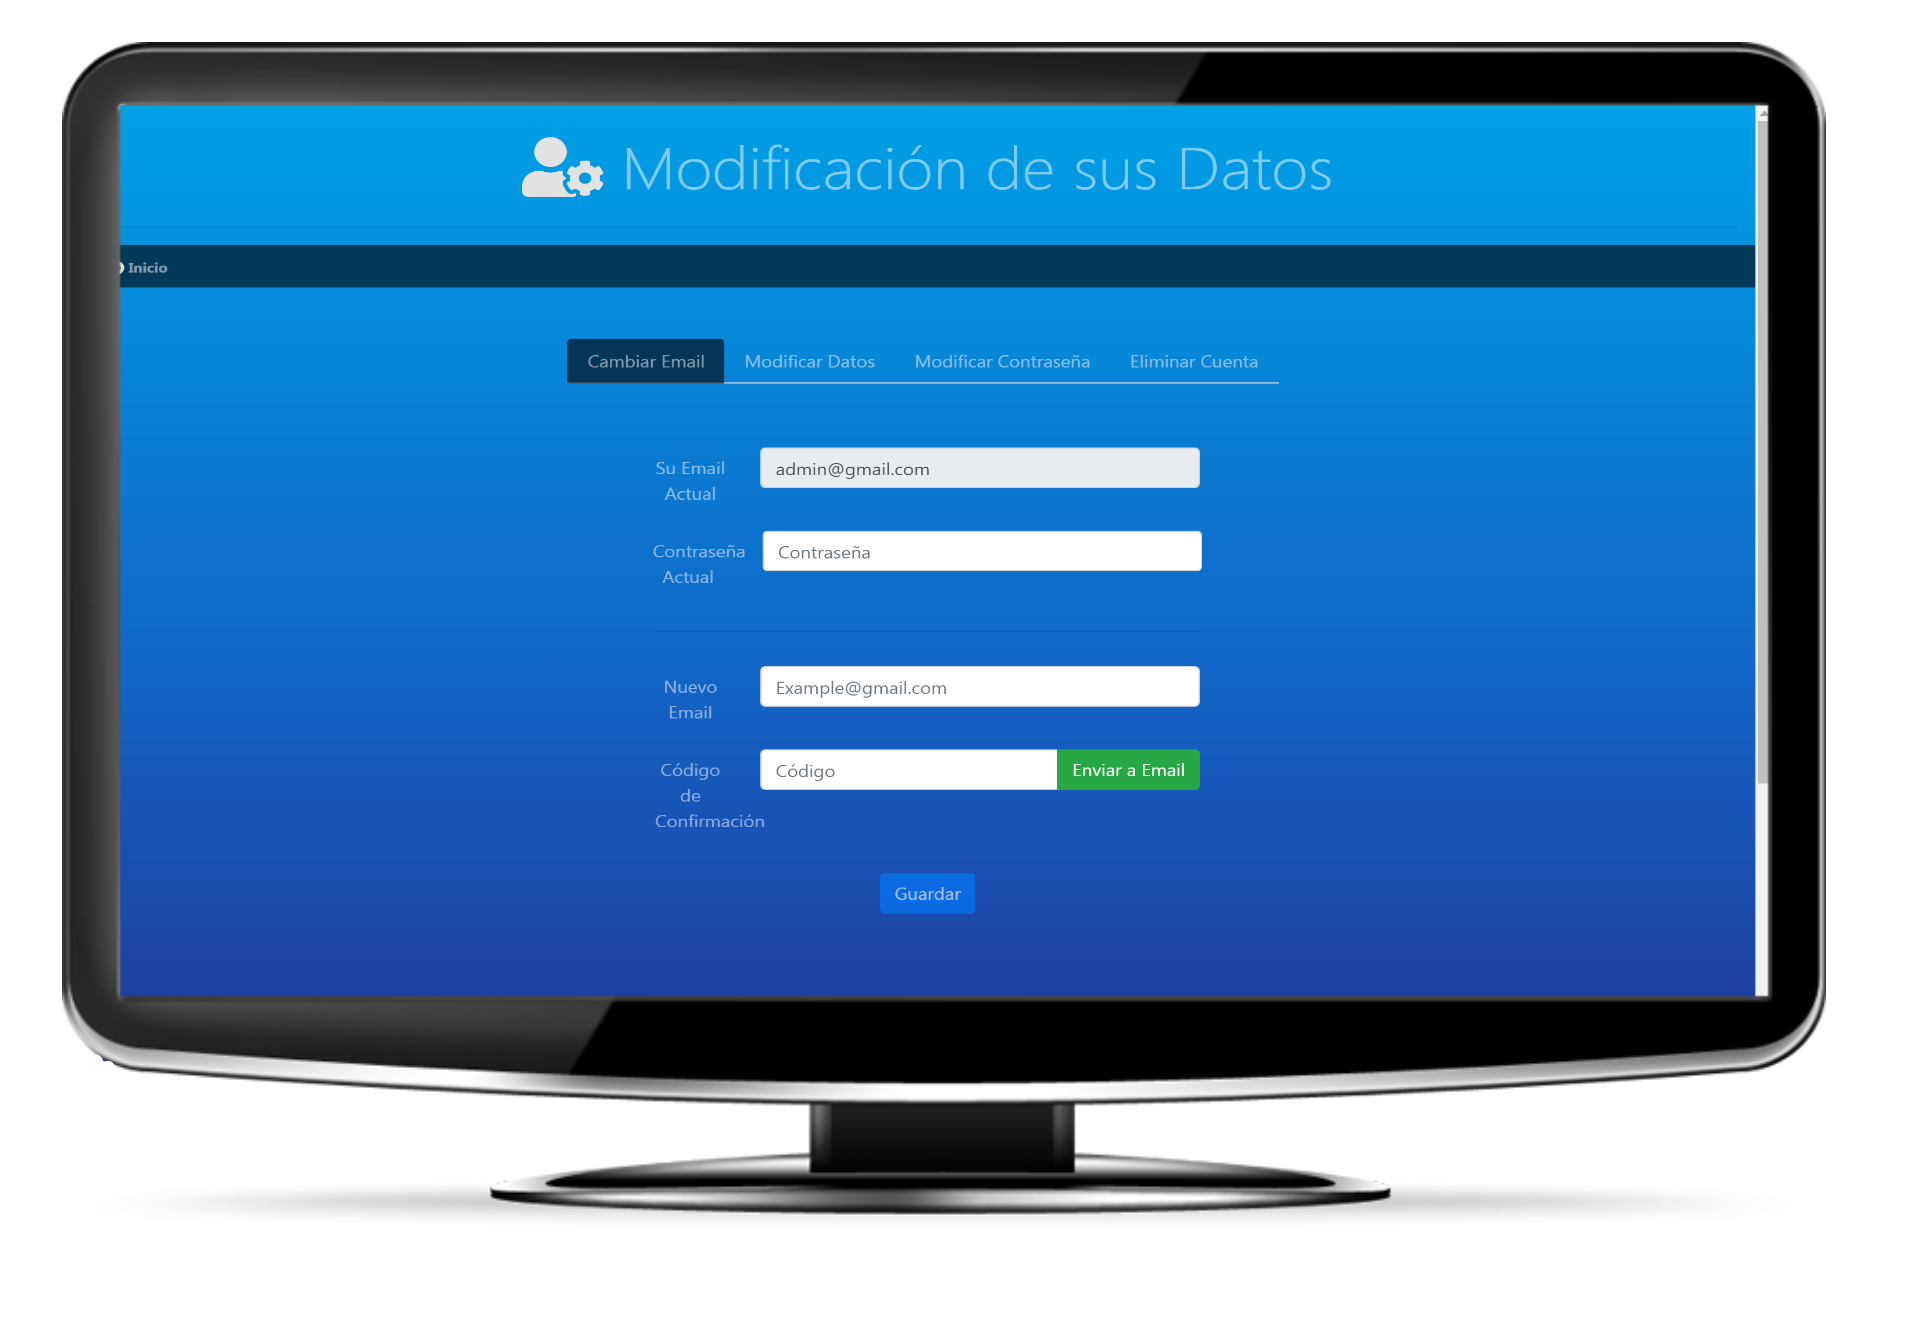 Modificación de sus Datos
Inicio
Cambiar Email Modificar Datos Modificar Contraseña Eliminar Cuenta
Su Email
Actual
admin@gmail.com
Contraseña
Actual
Contraseña
Nuevo
Email
Example@gmail.com
Código
de
Confirmación
Código
Enviar a Email
Guardar